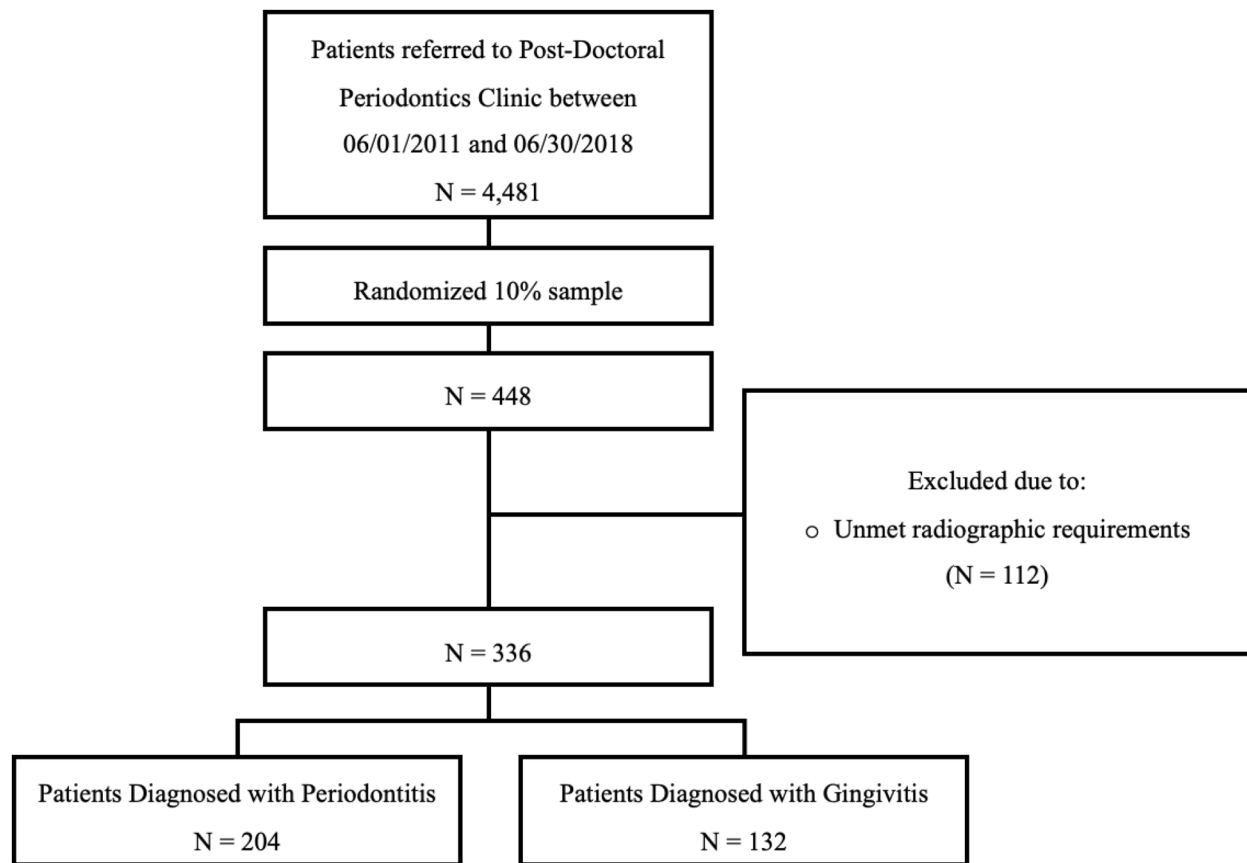 Patients referred to Post-Doctoral
Periodontics Clinic between
06/01/2011 and 06/30/2018
N = 4,481
Randomized 10% sample
N = 448
Excluded due to:
o Unmet radiographic requirements
(N = 112)
N = 336
Patients Diagnosed with Periodontitis
N = 204
Patients Diagnosed with Gingivitis
N = 132